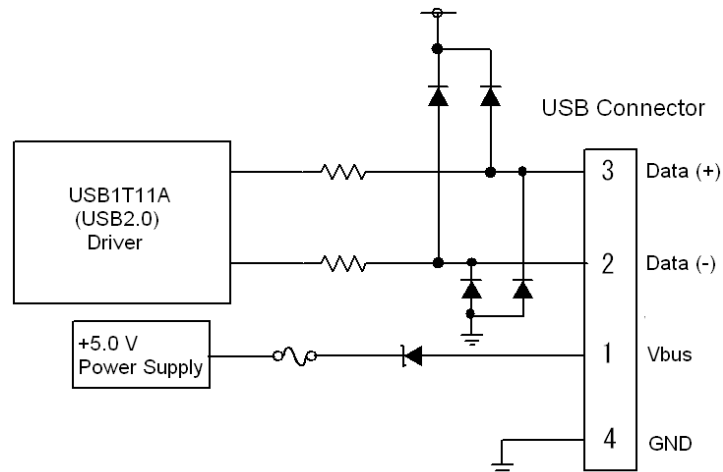 USB Connector
USB1T11A
(USB2.0)
Driver
3 Data (+)
2 Data (-)
+5.0 V
Power Supply
1 Vbus
4 GND